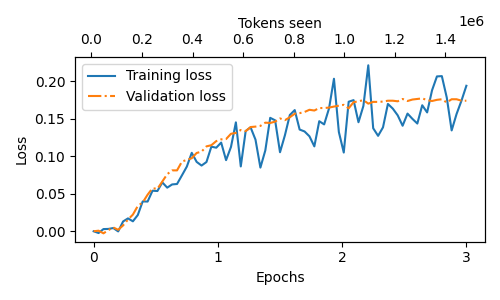 Tokens seen
1e6
0.0 0.2 0.4 0.6 0.8 1.0 1.2 1.4
Training loss
Validation loss
Loss
0.20
0.15
0.10
0.05
0.00
0 1 2 3
Epochs